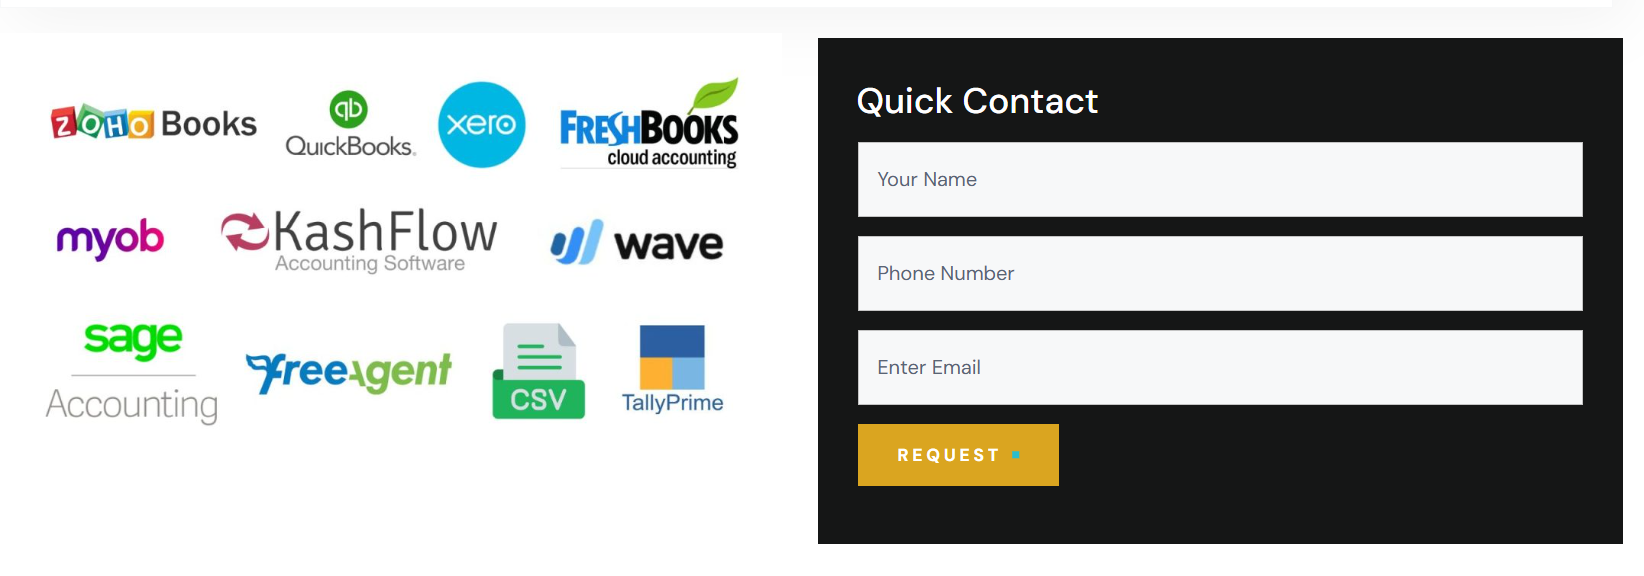 ZOHO Books
QuickBooks.
xero
FRESHBOOKS
cloud accounting
myob
KashFlow
Accounting Software
wave
sage
Accounting
freeagent
CSV
TallyPrime
Quick Contact
Your Name
Phone Number
Enter Email
REQUEST